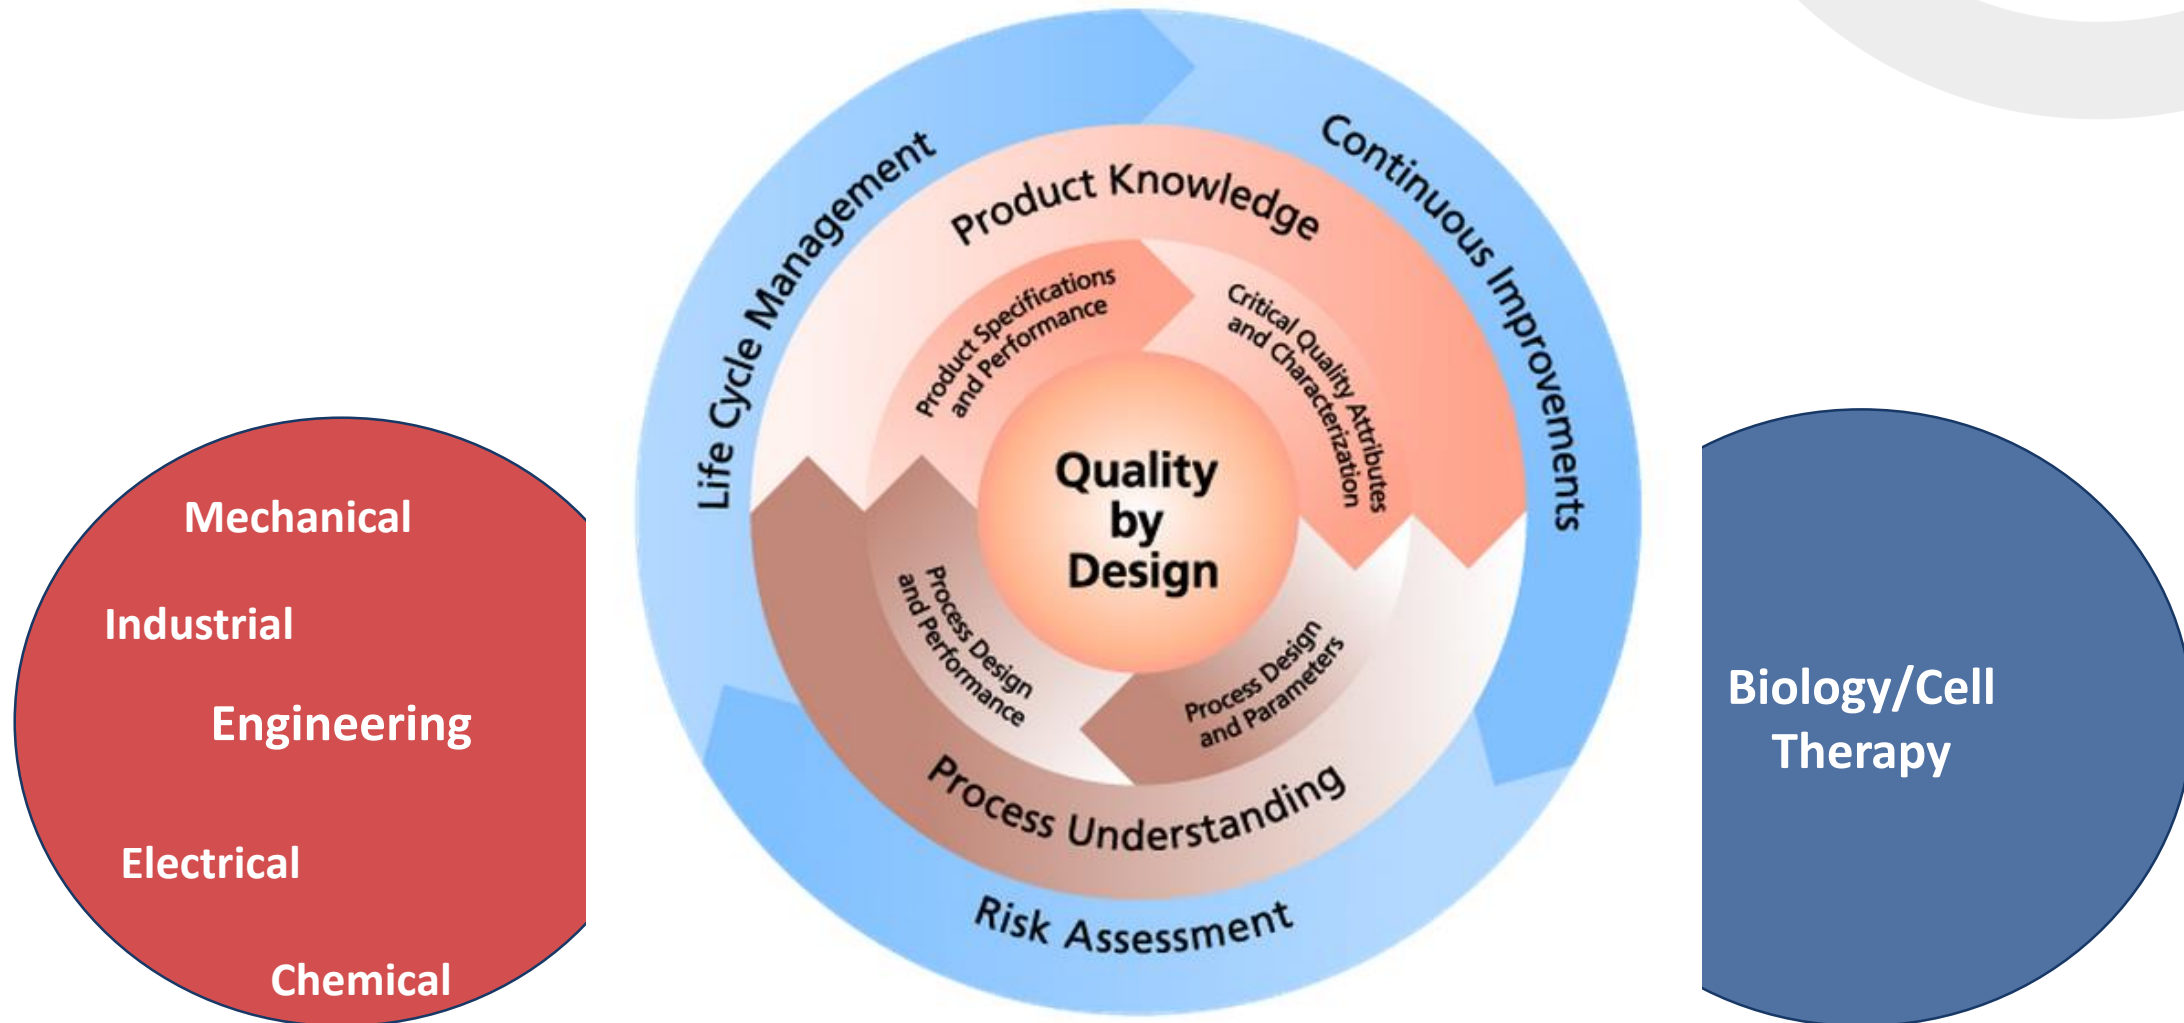 Mechanical
Industrial
Engineering
Electrical
Chemical
Life Cycle Management
Continuous Improvements
Risk Assessment
Product Knowledge
Process Understanding
Product Specifications
and Performance
Critical Quality Attributes
and Characterization
Process Design
and Parameters
Process Design
and Performance
Quality
by
Design
Biology/Cell
Therapy